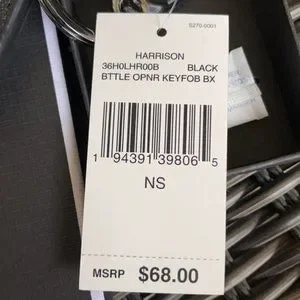 S270-0001
HARRISON
36H0LHR00B BLACK
BTTLE OPNR KEYFOB BX
1 94391 39806 5
NS
MSRP $68.00